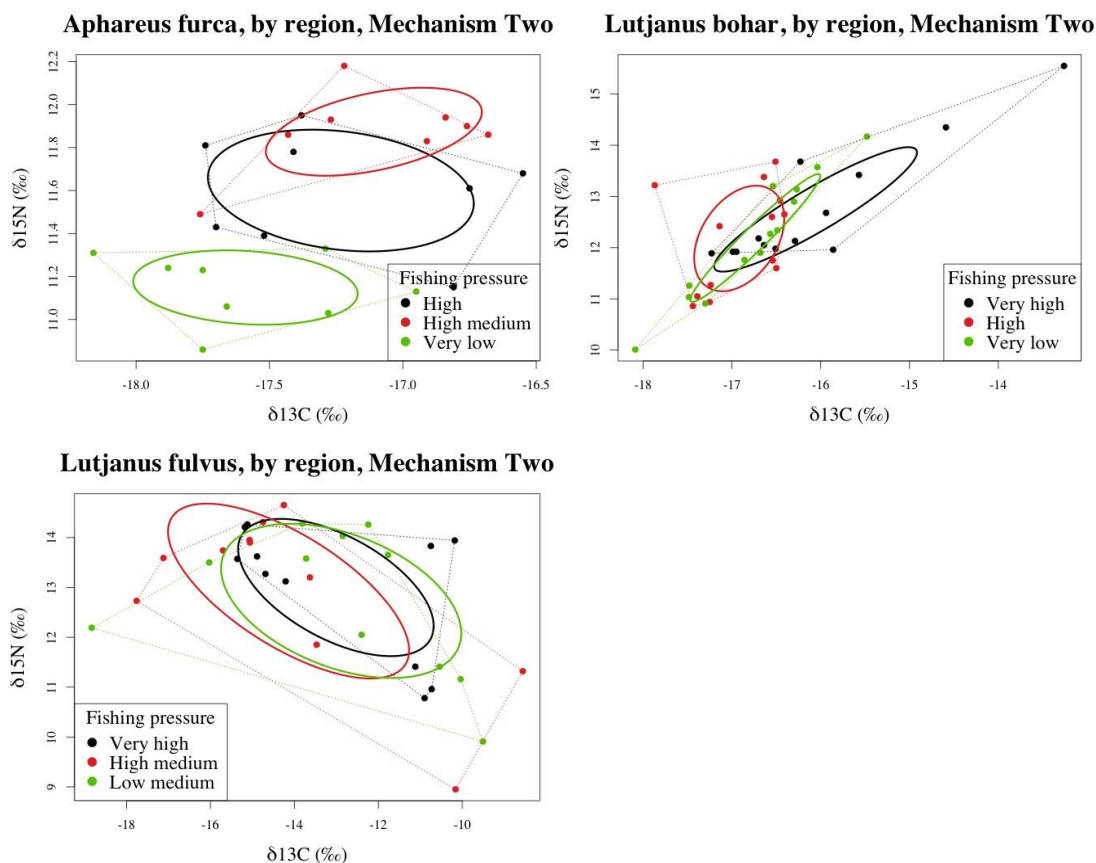 Aphareus furca, by region, Mechanism Two
δ15N (‰)
12.2
12.0
11.8
11.6
11.4
11.2
11.0
Fishing pressure
High
High medium
Very low
-18.0 -17.5 -17.0 -16.5
δ13C (‰)
Lutjanus bohar, by region, Mechanism Two
δ15N (‰)
15
14
13
12
11
10
Fishing pressure
Very high
High
Very low
-18 -17 -16 -15 -14
δ13C (‰)
Lutjanus fulvus, by region, Mechanism Two
δ15N (‰)
14
13
12
11
10
9
Fishing pressure
Very high
High medium
Low medium
-18 -16 -14 -12 -10
δ13C (‰)